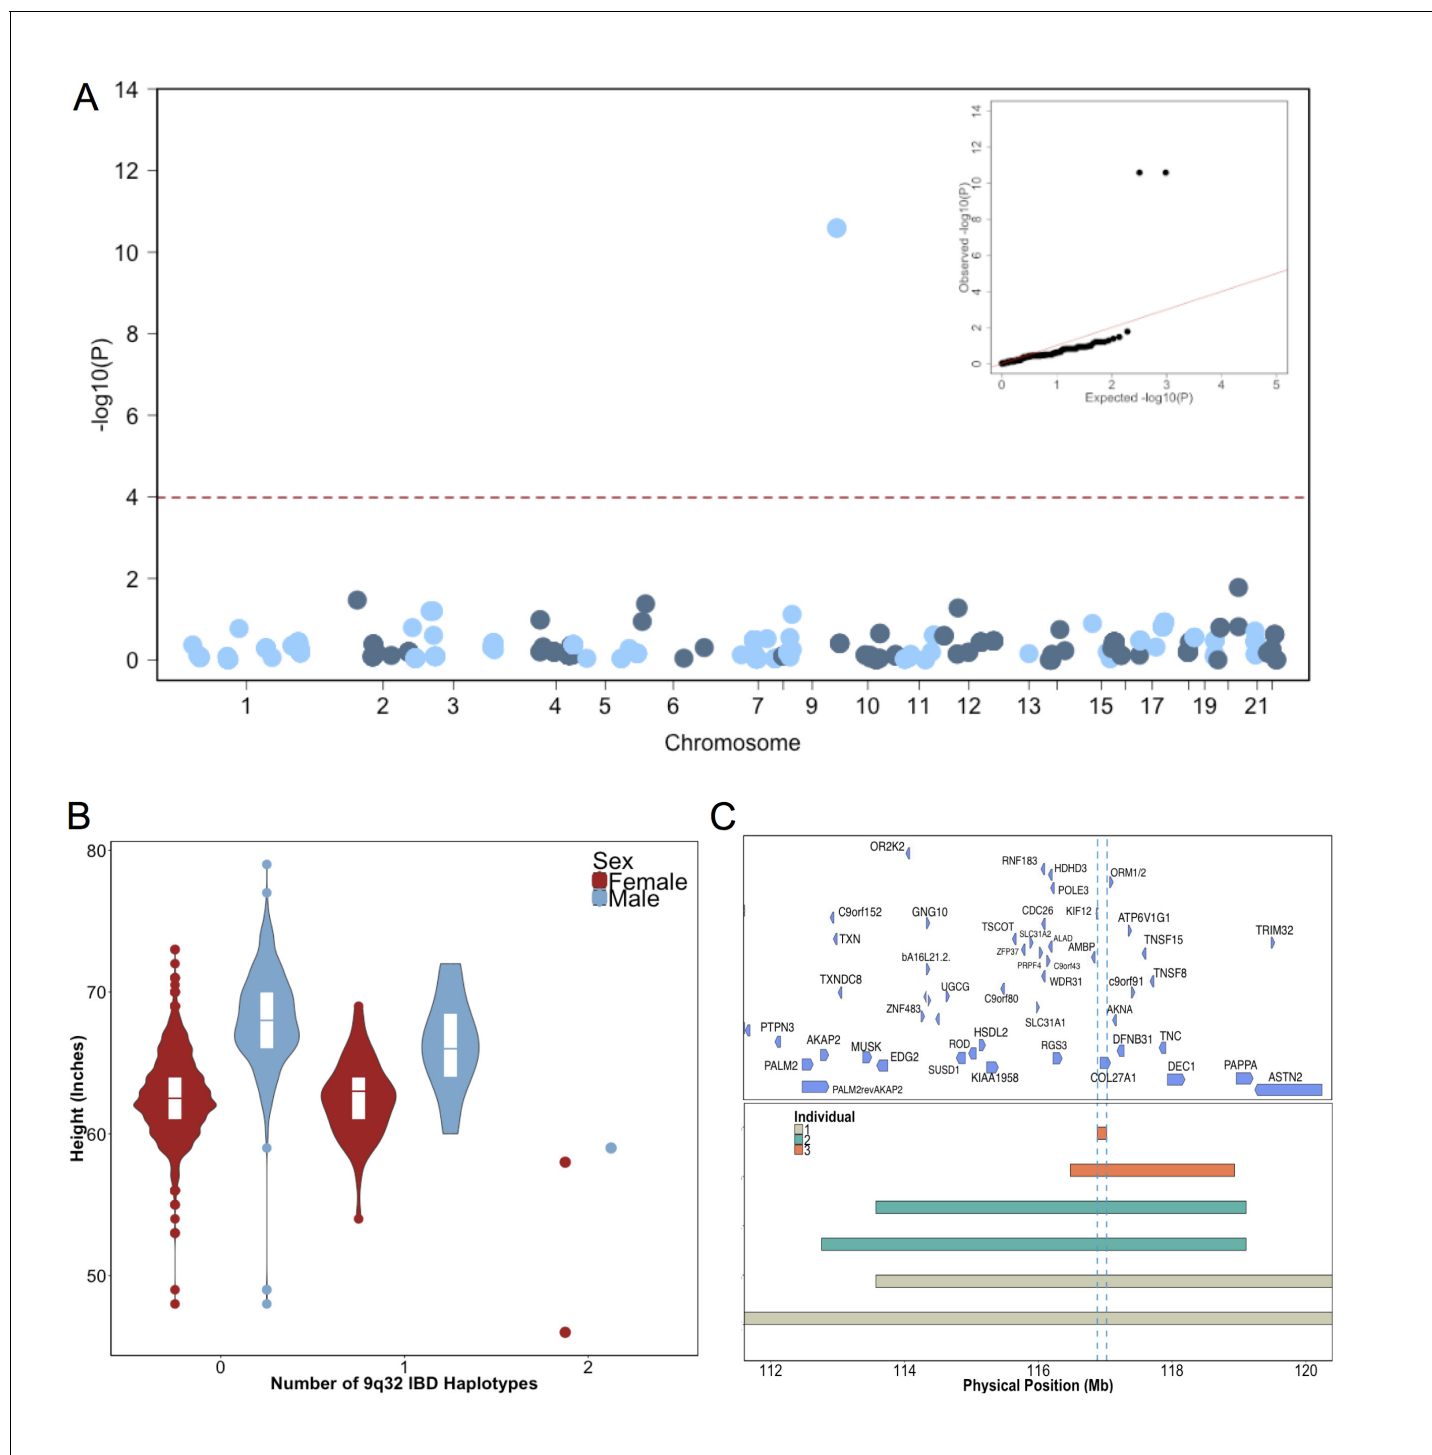 A
14
12
10
8
6
4
2
0
-log10(P)
1 2 3 4 5 6 7 9 10 11 12 13 15 17 19 21
Chromosome
14
12
10
8
6
4
2
0
Observed -log10(P)
0 1 2 3 4 5
Expected -log10(P)
B
80
70
60
50
Height (Inches)
Sex
Female
Male
0 1 2
Number of 9q32 IBD Haplotypes
C
OR2K2
RNF183
HDHD3
ORM1/2
POLE3
C9orf152
GNG10
CDC26
KIF12
ATP6V1G1
TXN
TSCOT
SLC31A2
ALAD
TNSF15
TRIM32
bA16L21.2.
ZFP37
AMBP
PRPF4
C9orf43
TXNDC8
UGCG
WDR31
c9orf91
TNSF8
C9orf80
ZNF483
SLC31A1
AKNA
PTPN3
HSDL2
AKAP2
MUSK
ROD
RGS3
DFNB31
TNC
PALM2
EDG2
SUSD1
KIAA1958
COL27A1
DEC1
PAPPA
ASTN2
PALM2revAKAP2
Individual
1
2
3
112 114 116 118 120
Physical Position (Mb)